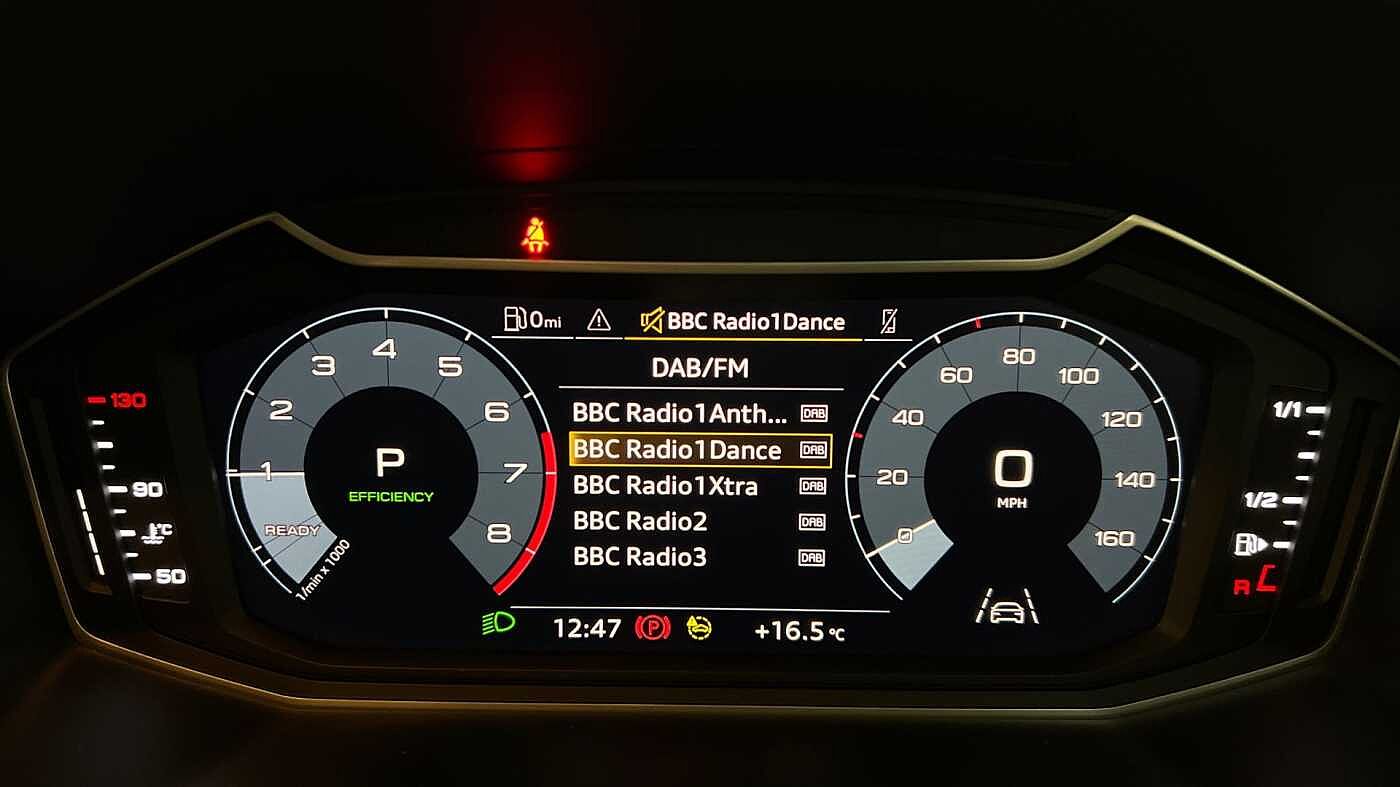 0mi
BBC Radio1Dance
DAB/FM
BBC Radio1Anth... DAB
BBC Radio1Dance DAB
BBC Radio1Xtra DAB
BBC Radio2 DAB
BBC Radio3 DAB
12:47 P +16.5°C
130
90
°C
50
1
2
3
4
5
6
7
8
READY
1/min x 1000
P
EFFICIENCY
0
20
40
60
80
100
120
140
160
0
MPH
1/1
1/2
R